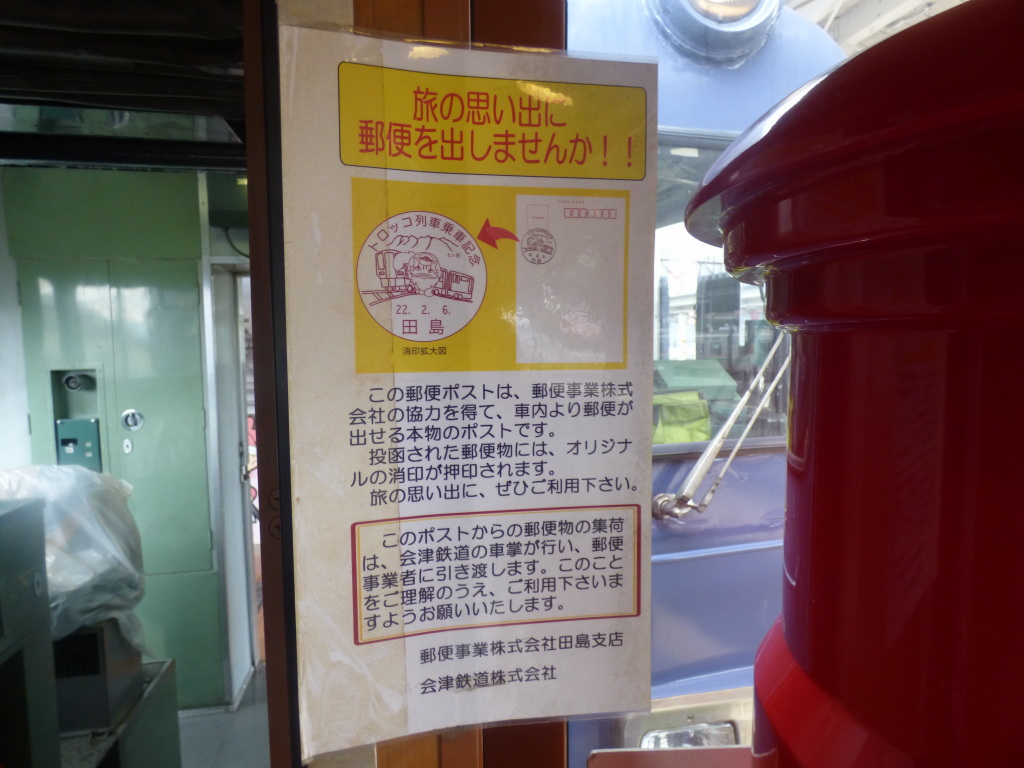 旅の思い出に
郵便を出しませんか！！
トロッコ列車乗車記念
22. 2. 6.
田島
消印拡大図
この郵便ポストは、郵便事業株式
会社の協力を得て、車内より郵便が
出せる本物のポストです。
投函された郵便物には、オリジナ
ルの消印が押印されます。
旅の思い出に、ぜひご利用下さい。
このポストからの郵便物の集荷
は、会津鉄道の車掌が行い、郵便
事業者に引き渡します。このこと
をご理解のうえ、ご利用下さいま
すようお願いいたします。
郵便事業株式会社田島支店
会津鉄道株式会社